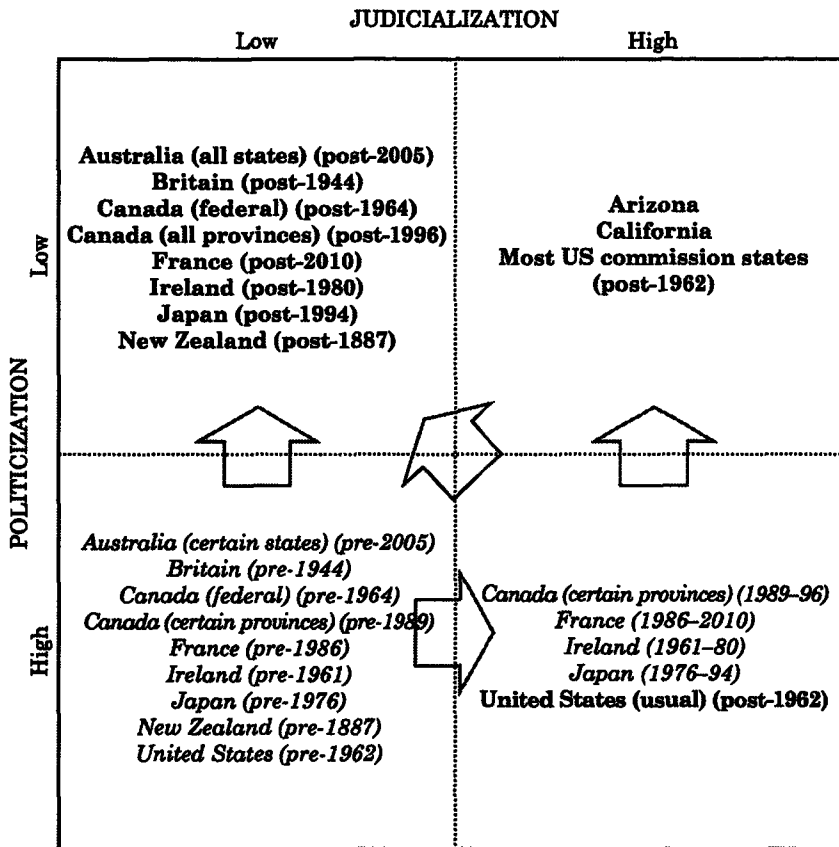 JUDICIALIZATION
Low
High
POLITICIZATION
Low
Australia (all states) (post-2005)
Britain (post-1944)
Canada (federal) (post-1964)
Canada (all provinces) (post-1996)
France (post-2010)
Ireland (post-1980)
Japan (post-1994)
New Zealand (post-1887)
Arizona
California
Most US commission states
(post-1962)
High
Australia (certain states) (pre-2005)
Britain (pre-1944)
Canada (federal) (pre-1964)
Canada (certain provinces) (pre-1989)
France (pre-1986)
Ireland (pre-1961)
Japan (pre-1976)
New Zealand (pre-1887)
United States (pre-1962)
Canada (certain provinces) (1989–96)
France (1986–2010)
Ireland (1961–80)
Japan (1976–94)
United States (usual) (post-1962)